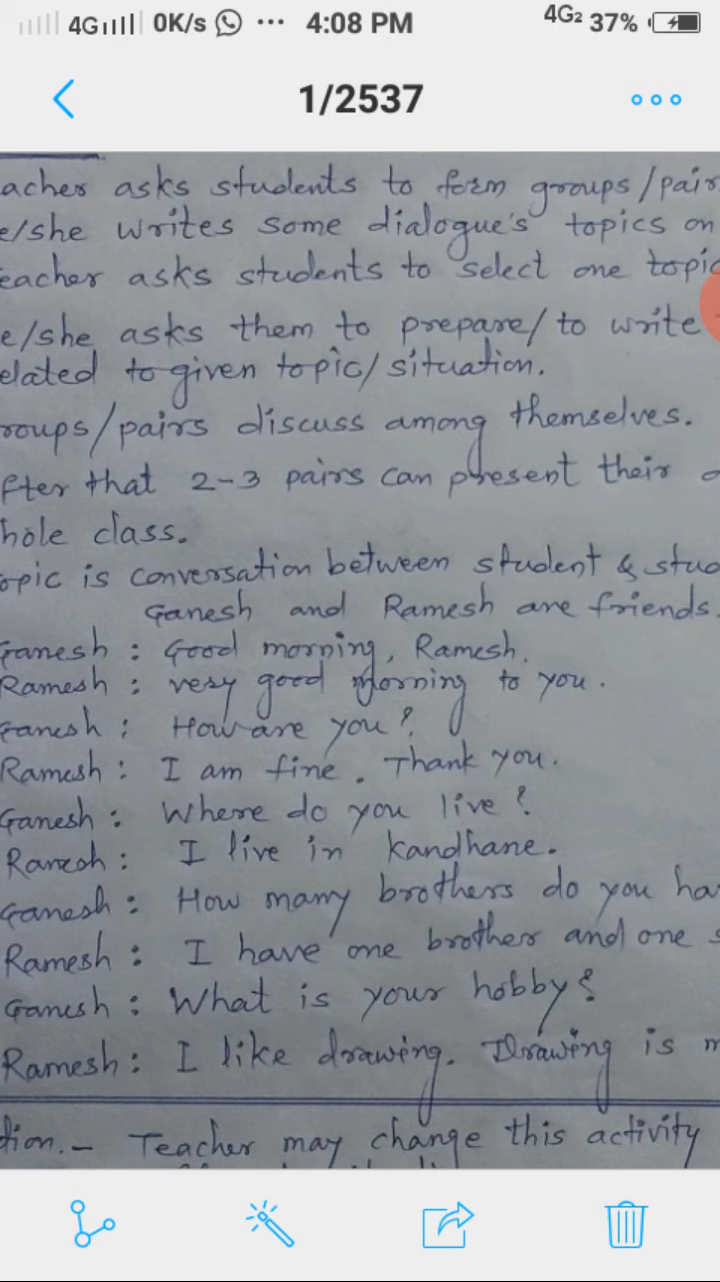 4G 0K/s ... 4:08 PM 4G2 37%
1/2537
acher asks students to form groups/pair
e/she writes some dialogue's topics on
eacher asks students to select one topic
e/she asks them to prepare/to write
elated to given topic/situation.
roups/pairs discuss among themselves.
fter that 2-3 pairs can present their
hole class.
opic is conversation between student & stud
Ganesh and Ramesh are friends.
Ganesh : Good morning, Ramesh.
Ramesh : very good morning to you.
Ganesh : How are you?
Ramesh : I am fine. Thank you.
Ganesh : Where do you live?
Ramesh : I live in kandhane.
Ganesh : How many brothers do you ha
Ramesh : I have one brother and one s
Ganesh : What is your hobby?
Ramesh : I like drawing. Drawing is m
tion.- Teacher may change this activity